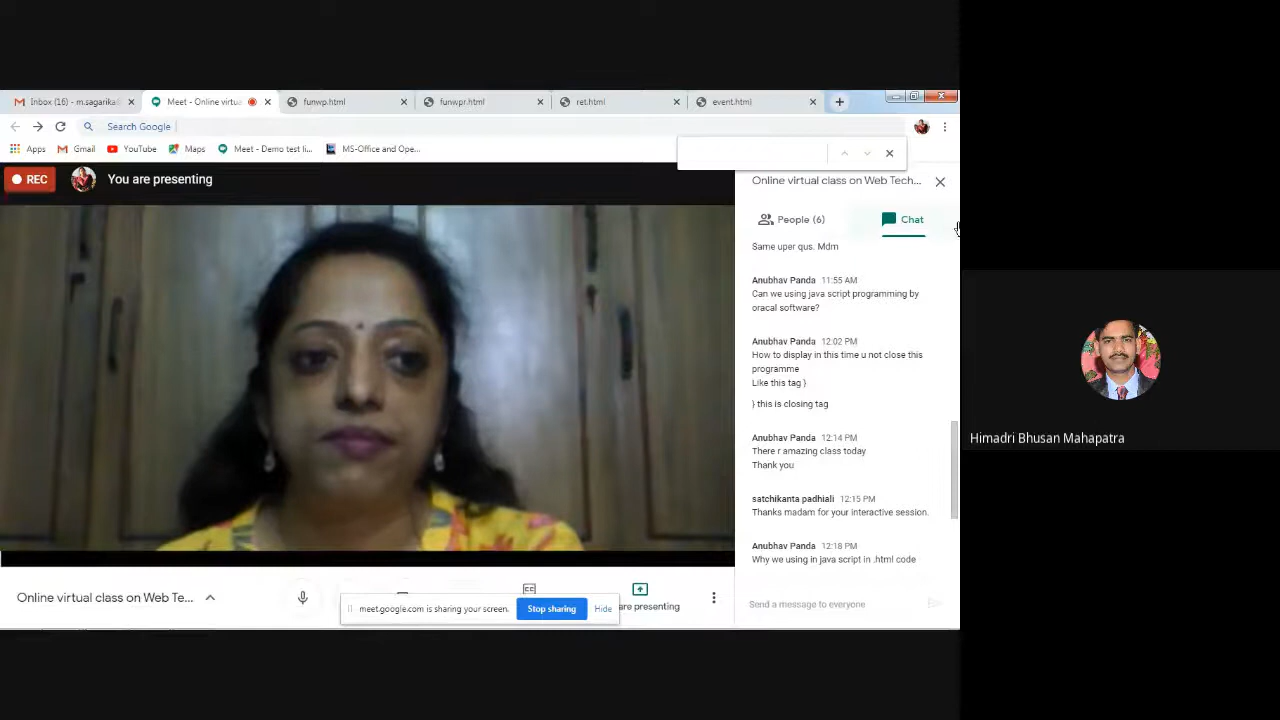 Inbox (16) - m.sagarika
Meet - Online virtua
funwp.html
funwpr.html
ret.html
event.html
Search Google
Apps
Gmail
YouTube
Maps
Meet - Demo test li...
MS-Office and Ope...
REC
You are presenting
Online virtual class on Web Tech...
People (6)
Chat
Same uper qus. Mdm
Anubhav Panda 11:55 AM
Can we using java script programming by
oracal software?
Anubhav Panda 12:02 PM
How to display in this time u not close this
programme
Like this tag }
} this is closing tag
Anubhav Panda 12:14 PM
There r amazing class today
Thank you
satchikanta padhiali 12:15 PM
Thanks madam for your interactive session.
Anubhav Panda 12:18 PM
Why we using in java script in .html code
Send a message to everyone
Online virtual class on Web Te...
meet.google.com is sharing your screen.
Stop sharing
Hide
are presenting
Himadri Bhusan Mahapatra